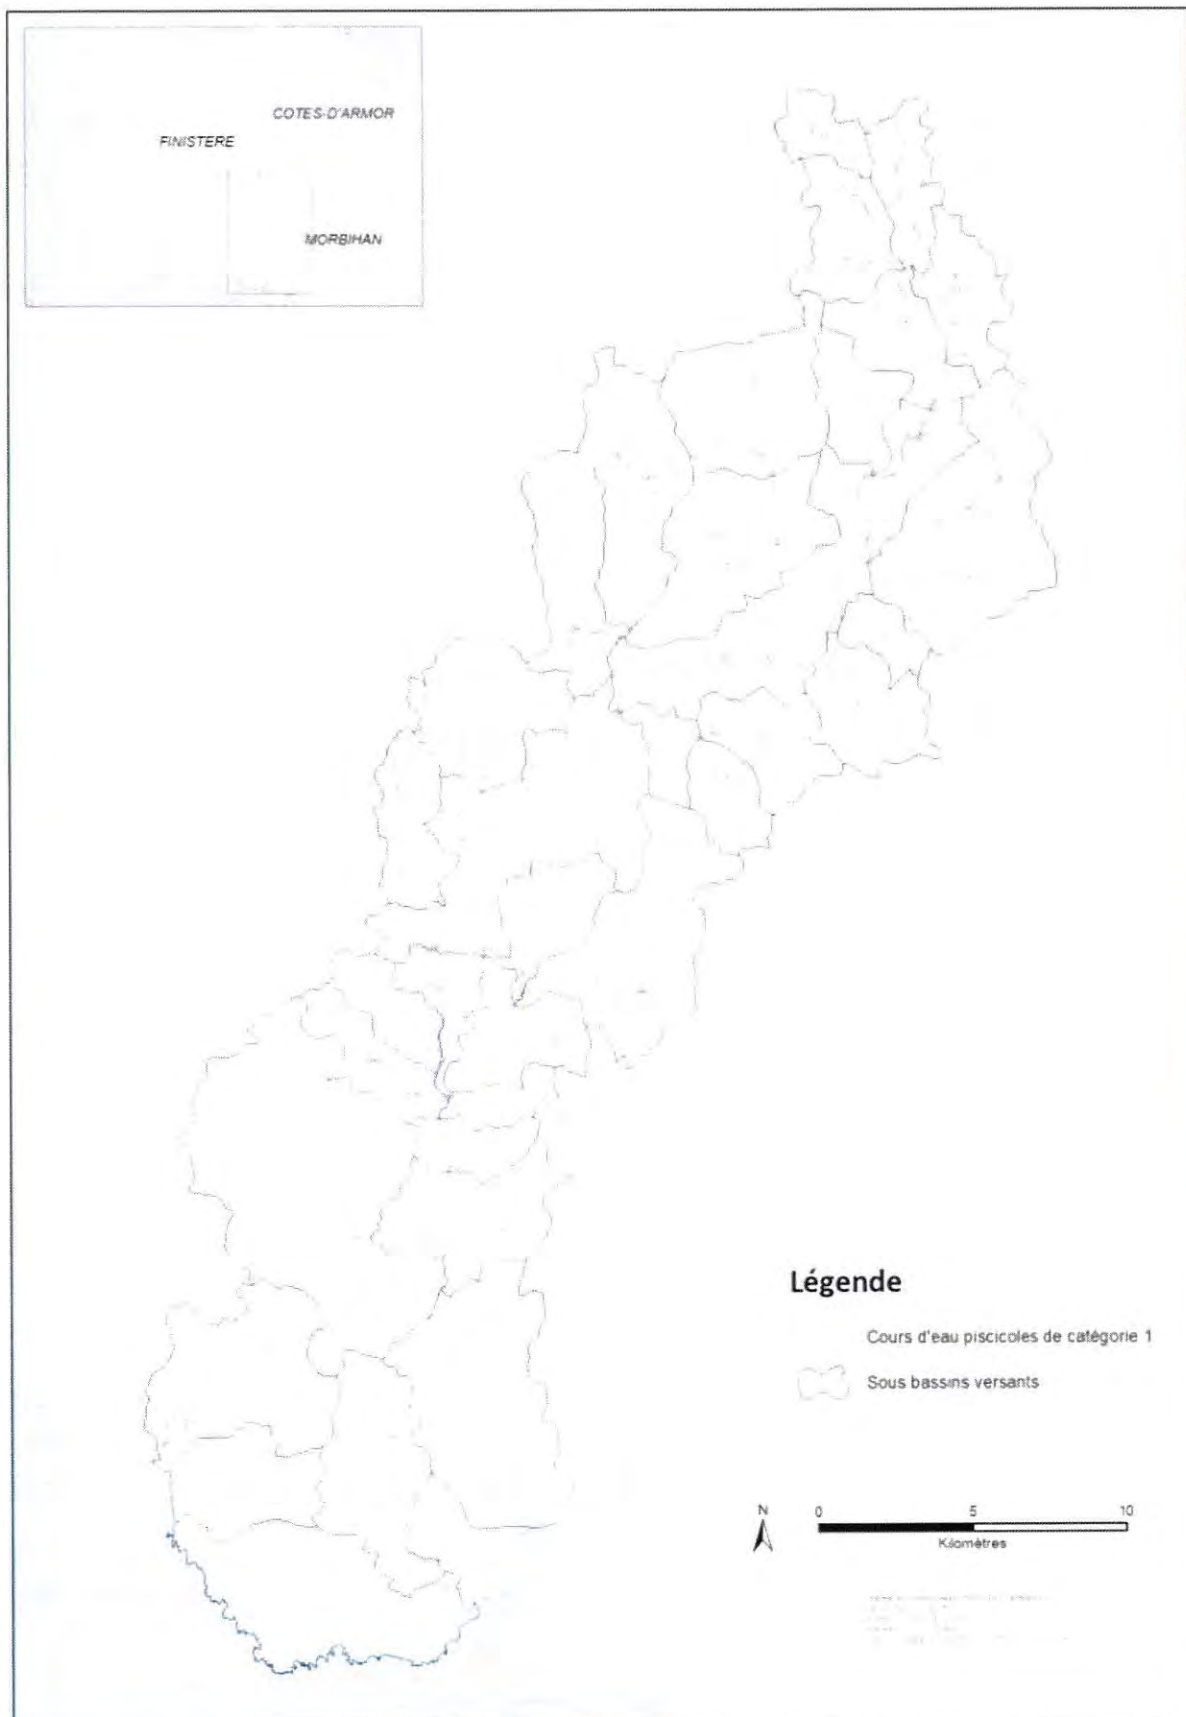 COTES-D'ARMOR
FINISTERE
MORBIHAN
Légende
Cours d'eau piscicoles de catégorie 1
Sous bassins versants
N
0 5 10
Kilomètres